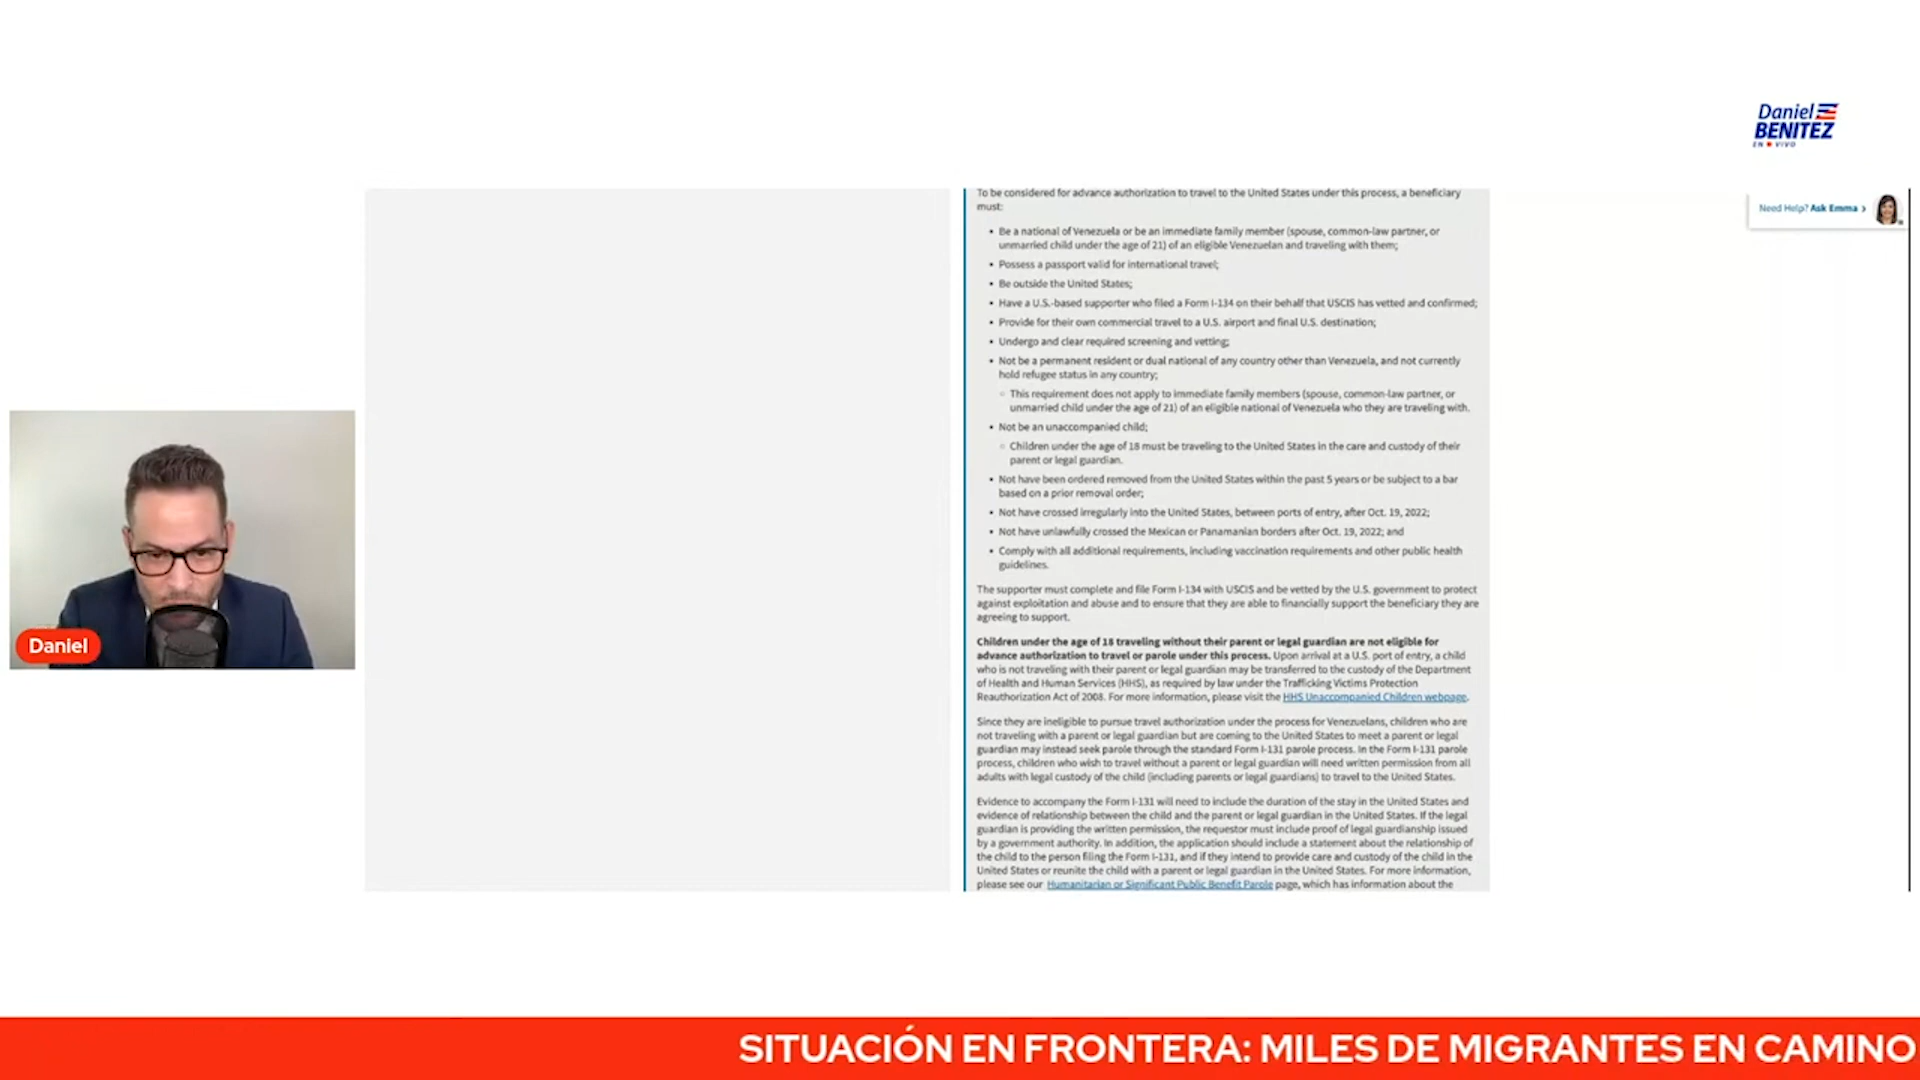 Daniel
BENITEZ
EN VIVO
To be considered for advance authorization to travel to the United States under this process, a beneficiary
must:
Need Help? Ask Emma ›
• Be a national of Venezuela or be an immediate family member (spouse, common-law partner, or
unmarried child under the age of 21) of an eligible Venezuelan and traveling with them;
• Possess a passport valid for international travel;
• Be outside the United States;
• Have a U.S.-based supporter who filed a Form I-134 on their behalf that USCIS has vetted and confirmed;
• Provide for their own commercial travel to a U.S. airport and final U.S. destination;
• Undergo and clear required screening and vetting;
• Not be a permanent resident or dual national of any country other than Venezuela, and not currently
hold refugee status in any country;
◦ This requirement does not apply to immediate family members (spouse, common-law partner, or
unmarried child under the age of 21) of an eligible national of Venezuela who they are traveling with.
• Not be an unaccompanied child;
◦ Children under the age of 18 must be traveling to the United States in the care and custody of their
parent or legal guardian.
• Not have been ordered removed from the United States within the past 5 years or be subject to a bar
based on a prior removal order;
• Not have crossed irregularly into the United States, between ports of entry, after Oct. 19, 2022;
• Not have unlawfully crossed the Mexican or Panamanian borders after Oct. 19, 2022; and
• Comply with all additional requirements, including vaccination requirements and other public health
guidelines.
The supporter must complete and file Form I-134 with USCIS and be vetted by the U.S. government to protect
against exploitation and abuse and to ensure that they are able to financially support the beneficiary they are
agreeing to support.
Children under the age of 18 traveling without their parent or legal guardian are not eligible for
advance authorization to travel or parole under this process. Upon arrival at a U.S. port of entry, a child
who is not traveling with their parent or legal guardian may be transferred to the custody of the Department
of Health and Human Services (HHS), as required by law under the Trafficking Victims Protection
Reauthorization Act of 2008. For more information, please visit the HHS Unaccompanied Children webpage.
Since they are ineligible to pursue travel authorization under the process for Venezuelans, children who are
not traveling with a parent or legal guardian but are coming to the United States to meet a parent or legal
guardian may instead seek parole through the standard Form I-131 parole process. In the Form I-131 parole
process, children who wish to travel without a parent or legal guardian will need written permission from all
adults with legal custody of the child (including parents or legal guardians) to travel to the United States.
Evidence to accompany the Form I-131 will need to include the duration of the stay in the United States and
evidence of relationship between the child and the parent or legal guardian in the United States. If the legal
guardian is providing the written permission, the requestor must include proof of legal guardianship issued
by a government authority. In addition, the application should include a statement about the relationship of
the child to the person filing the Form I-131, and if they intend to provide care and custody of the child in the
United States or reunite the child with a parent or legal guardian in the United States. For more information,
please see our Humanitarian or Significant Public Benefit Parole page, which has information about the
Daniel
SITUACIÓN EN FRONTERA: MILES DE MIGRANTES EN CAMINO